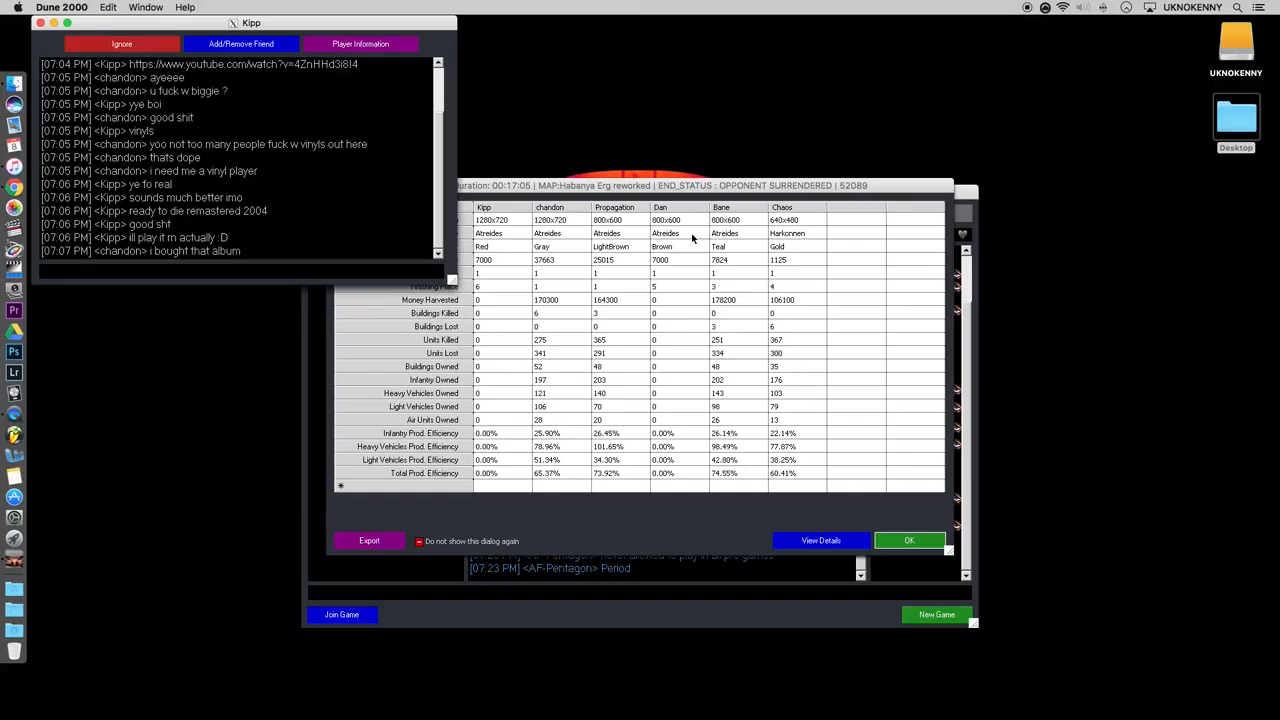 Dune 2000 Edit Window Help UKNOKENNY
Kipp
Ignore Add/Remove Friend Player Information
[07:04 PM] <Kipp> https://www.youtube.com/watch?v=4ZnHHd3i8I4
[07:05 PM] <chandon> ayeeee
[07:05 PM] <chandon> u fuck w biggie ?
[07:05 PM] <Kipp> yye boi
[07:05 PM] <chandon> good shit
[07:05 PM] <Kipp> vinyls
[07:05 PM] <chandon> yoo not too many people fuck w vinyls out here
[07:05 PM] <chandon> thats dope
[07:05 PM] <chandon> i need me a vinyl player
[07:06 PM] <Kipp> ye fo real
[07:06 PM] <Kipp> sounds much better imo
[07:06 PM] <Kipp> ready to die remastered 2004
[07:06 PM] <Kipp> good sht
[07:06 PM] <Kipp> ill play it rn actually :D
[07:07 PM] <chandon> i bought that album
UKNOKENNY
Desktop
Duration: 00:17:05 | MAP:Habanya Erg reworked | END_STATUS : OPPONENT SURRENDERED | 52089
Kipp chandon Propagation Dan Bane Chaos
1280x720 1280x720 800x600 800x600 800x600 640x480
Atreides Atreides Atreides Atreides Atreides Harkonnen
Red Gray LightBrown Brown Teal Gold
7000 37663 25015 7000 7824 1125
1 1 1 1 1 1
Finishing Place 6 1 1 5 3 4
Money Harvested 0 170300 164300 0 178200 106100
Buildings Killed 0 6 3 0 0 0
Buildings Lost 0 0 0 0 3 6
Units Killed 0 275 365 0 251 367
Units Lost 0 341 291 0 334 300
Buildings Owned 0 52 48 0 48 35
Infantry Owned 0 197 203 0 202 176
Heavy Vehicles Owned 0 121 140 0 143 103
Light Vehicles Owned 0 106 70 0 98 79
Air Units Owned 0 28 20 0 26 13
Infantry Prod. Efficiency 0.00% 25.90% 26.45% 0.00% 26.14% 22.14%
Heavy Vehicles Prod. Efficiency 0.00% 78.96% 101.65% 0.00% 98.49% 77.87%
Light Vehicles Prod. Efficiency 0.00% 51.34% 34.30% 0.00% 42.80% 38.25%
Total Prod. Efficiency 0.00% 65.37% 73.92% 0.00% 74.55% 60.41%
Export Do not show this dialog again View Details OK
[07:23 PM] <AF-Pentagon> never allowed to play in all pro games
[07:23 PM] <AF-Pentagon> Period
Join Game New Game